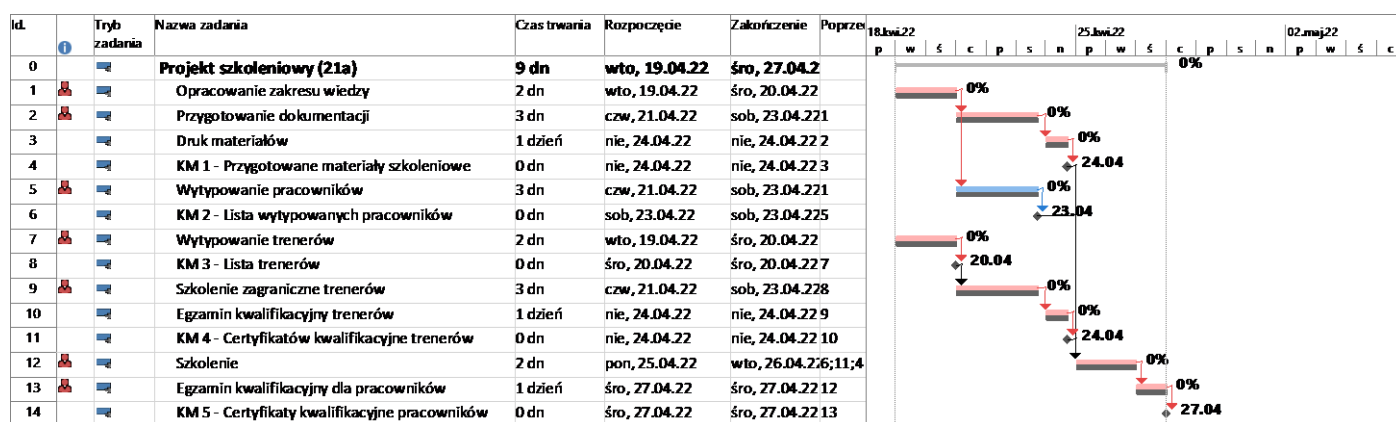 Id. Tryb zadania Nazwa zadania Czas trwania Rozpoczęcie Zakończenie Poprze 18.kwi.22 25.kwi.22 02.maj.22
p w ś c p s n p w ś c p s n p w ś c
0 Projekt szkoleniowy (21a) 9 dn wto, 19.04.22 śro, 27.04.2 0%
1 Opracowanie zakresu wiedzy 2 dn wto, 19.04.22 śro, 20.04.22 0%
2 Przygotowanie dokumentacji 3 dn czw, 21.04.22 sob, 23.04.22 1 0%
3 Druk materiałów 1 dzień nie, 24.04.22 nie, 24.04.22 2 0%
4 KM 1 - Przygotowane materiały szkoleniowe 0 dn nie, 24.04.22 nie, 24.04.22 3 24.04
5 Wytypowanie pracowników 3 dn czw, 21.04.22 sob, 23.04.22 1 0%
6 KM 2 - Lista wytypowanych pracowników 0 dn sob, 23.04.22 sob, 23.04.22 5 23.04
7 Wytypowanie trenerów 2 dn wto, 19.04.22 śro, 20.04.22 0%
8 KM 3 - Lista trenerów 0 dn śro, 20.04.22 śro, 20.04.22 7 20.04
9 Szkolenie zagraniczne trenerów 3 dn czw, 21.04.22 sob, 23.04.22 8 0%
10 Egzamin kwalifikacyjny trenerów 1 dzień nie, 24.04.22 nie, 24.04.22 9 0%
11 KM 4 - Certyfikatów kwalifikacyjne trenerów 0 dn nie, 24.04.22 nie, 24.04.22 10 24.04
12 Szkolenie 2 dn pon, 25.04.22 wto, 26.04.2 6;11;4 0%
13 Egzamin kwalifikacyjny dla pracowników 1 dzień śro, 27.04.22 śro, 27.04.22 12 0%
14 KM 5 - Certyfikaty kwalifikacyjne pracowników 0 dn śro, 27.04.22 śro, 27.04.22 13 27.04